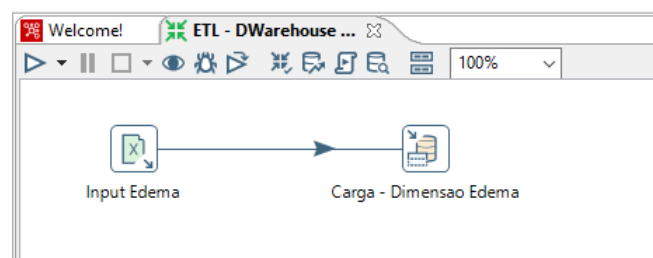 Welcome!
ETL - DWarehouse ...
100%
Input Edema
Carga - Dimensao Edema